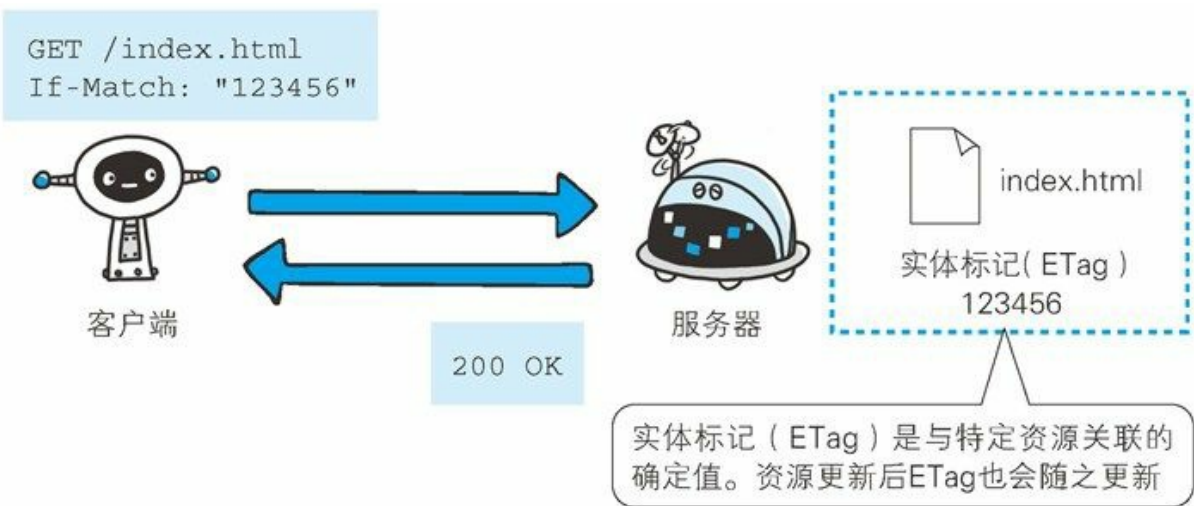 GET /index.html
If-Match: "123456"
客户端
200 OK
服务器
index.html
实体标记( ETag )
123456
实体标记 ( ETag ) 是与特定资源关联的
确定值。资源更新后ETag也会随之更新